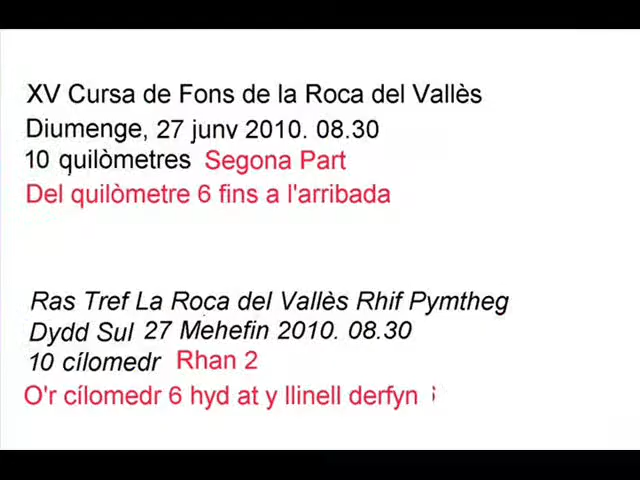 XV Cursa de Fons de la Roca del Vallès
Diumenge, 27 junv 2010. 08.30
10 quilòmetres Segona Part
Del quilòmetre 6 fins a l'arribada
Ras Tref La Roca del Vallès Rhif Pymtheg
Dydd Sul 27 Mehefin 2010. 08.30
10 cílomedr Rhan 2
O'r cílomedr 6 hyd at y llinell derfyn